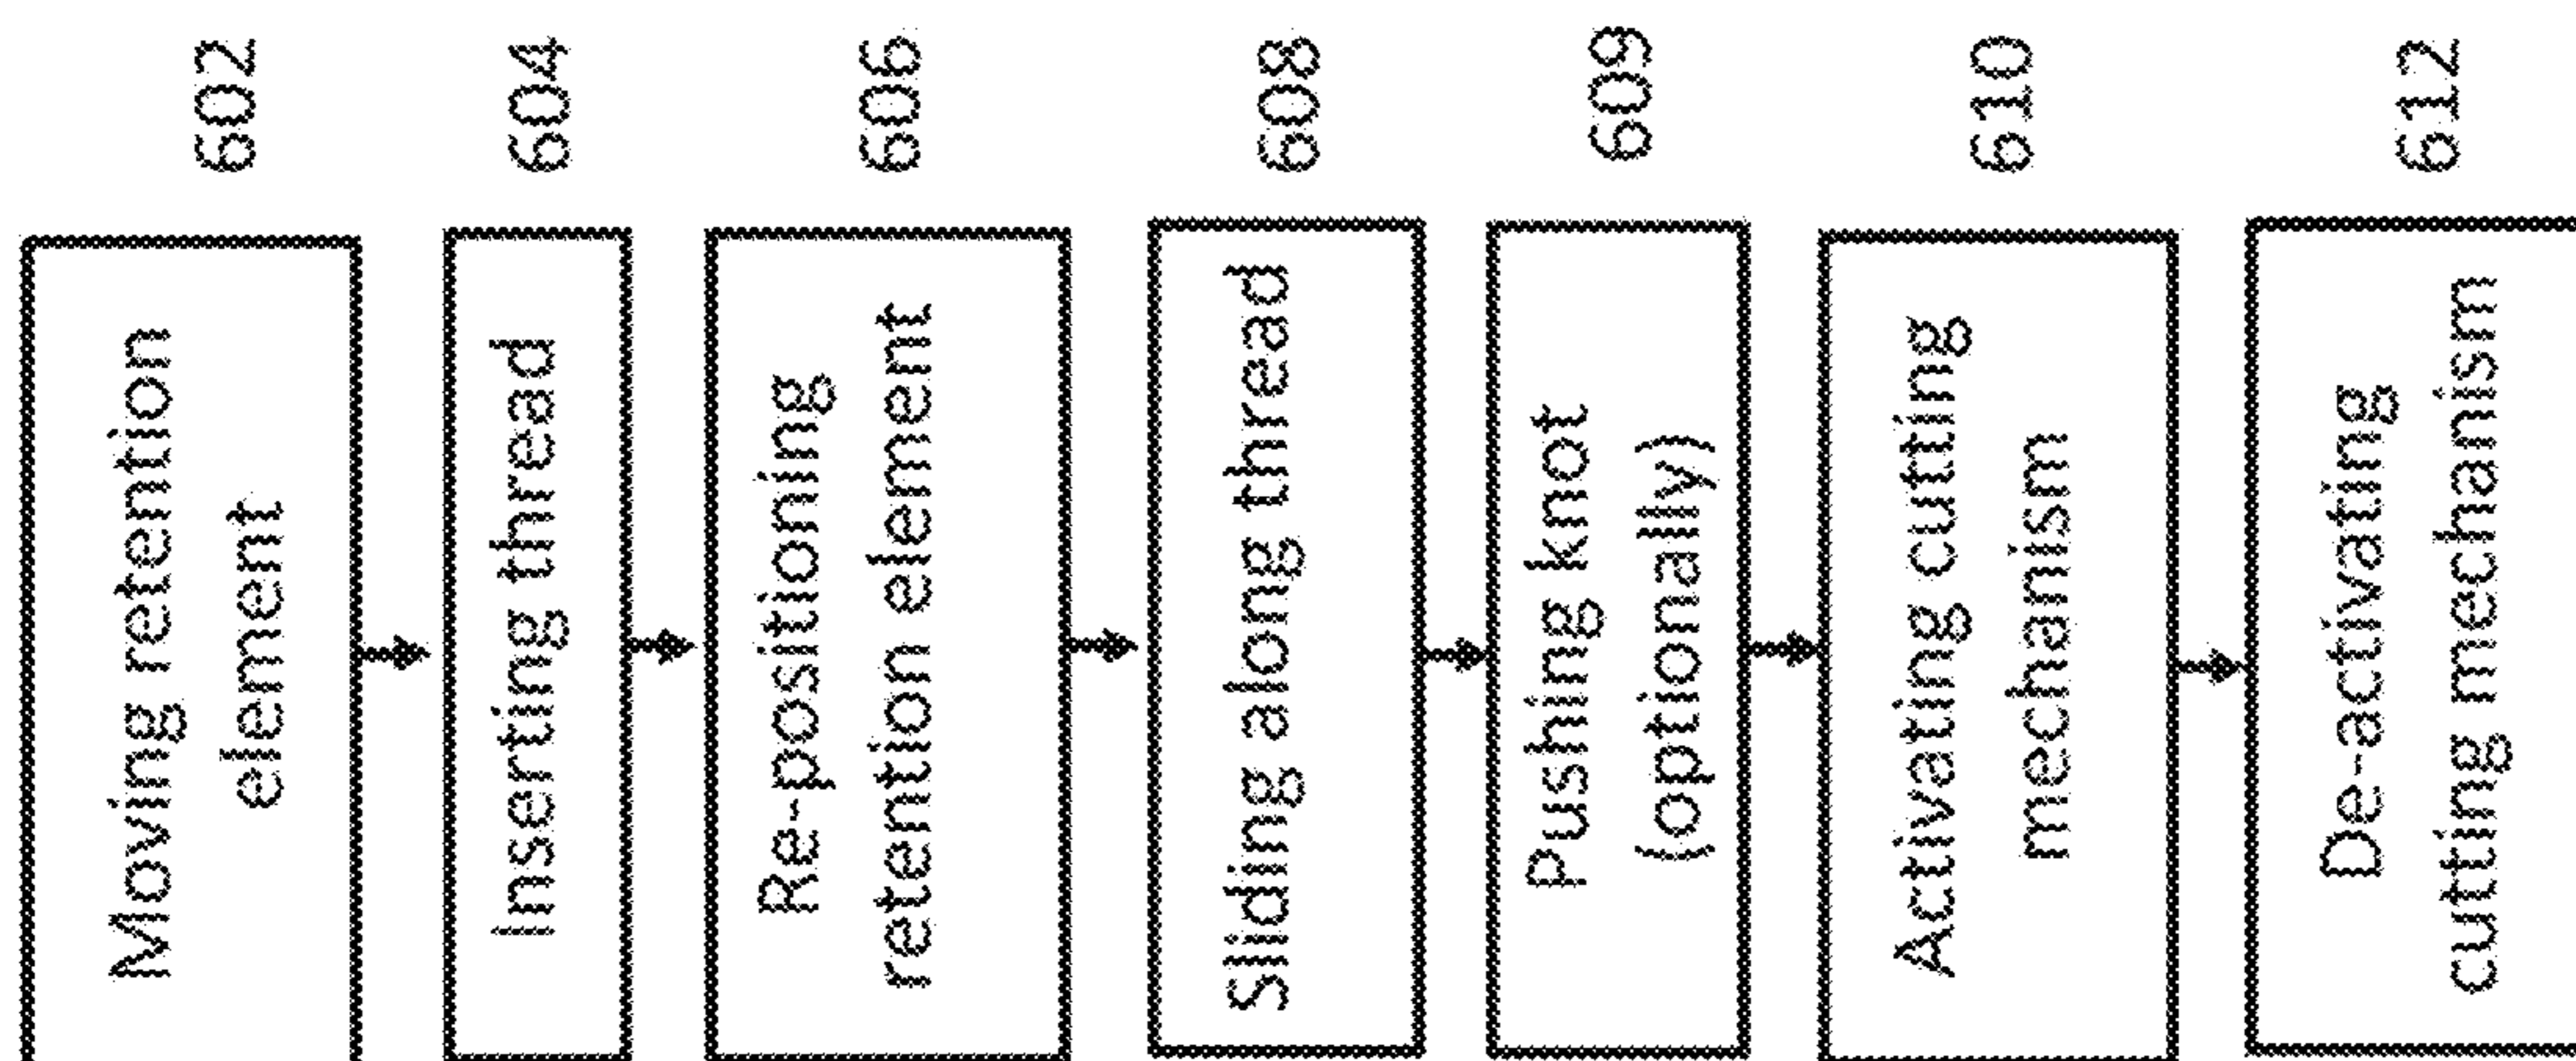 Moving retention
element
602
Inserting thread
604
Re-positioning
retention element
606
Sliding along thread
608
Pushing knot
(optionally)
609
Activating cutting
mechanism
610
De-activating
cutting mechanism
612